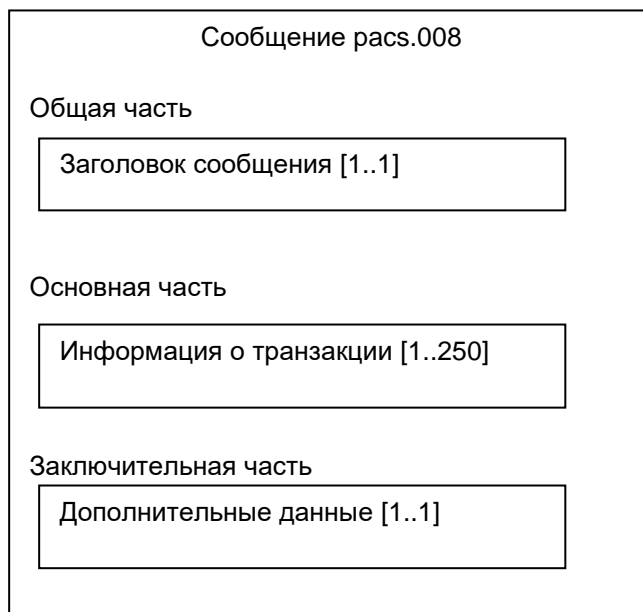 Сообщение pacs.008
Общая часть
Заголовок сообщения [1..1]
Основная часть
Информация о транзакции [1..250]
Заключительная часть
Дополнительные данные [1..1]